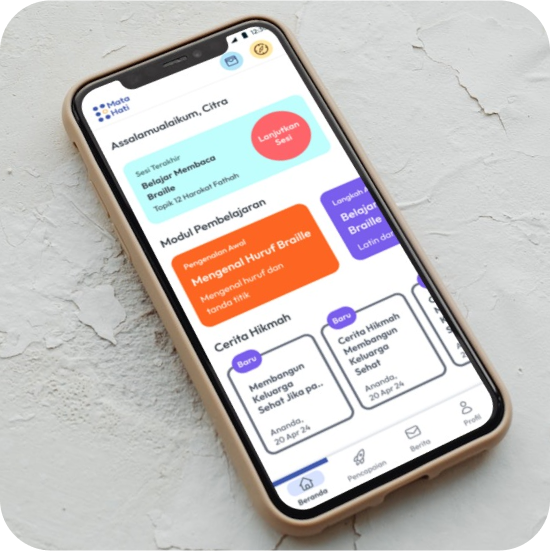 Mata
Hati
Assalamualaikum, Citra
Sesi Terakhir
Belajar Membaca
Braille
Topik 12 Harakat Fathah
Lanjutkan
Sesi
Modul Pembelajaran
Pengenalan Awal
Mengenal Huruf Braille
Mengenal huruf dan
tanda titik
Langkah
Belajar
Braille
Latin
Cerita Hikmah
Baru
Membangun
Keluarga
Sehat Jika pa..
Ananda,
20 Apr 24
Baru
Cerita Hikmah
Membangun
Keluarga
Sehat
Ananda,
20 Apr 24
Beranda
Pencapaian
Berita
Profil